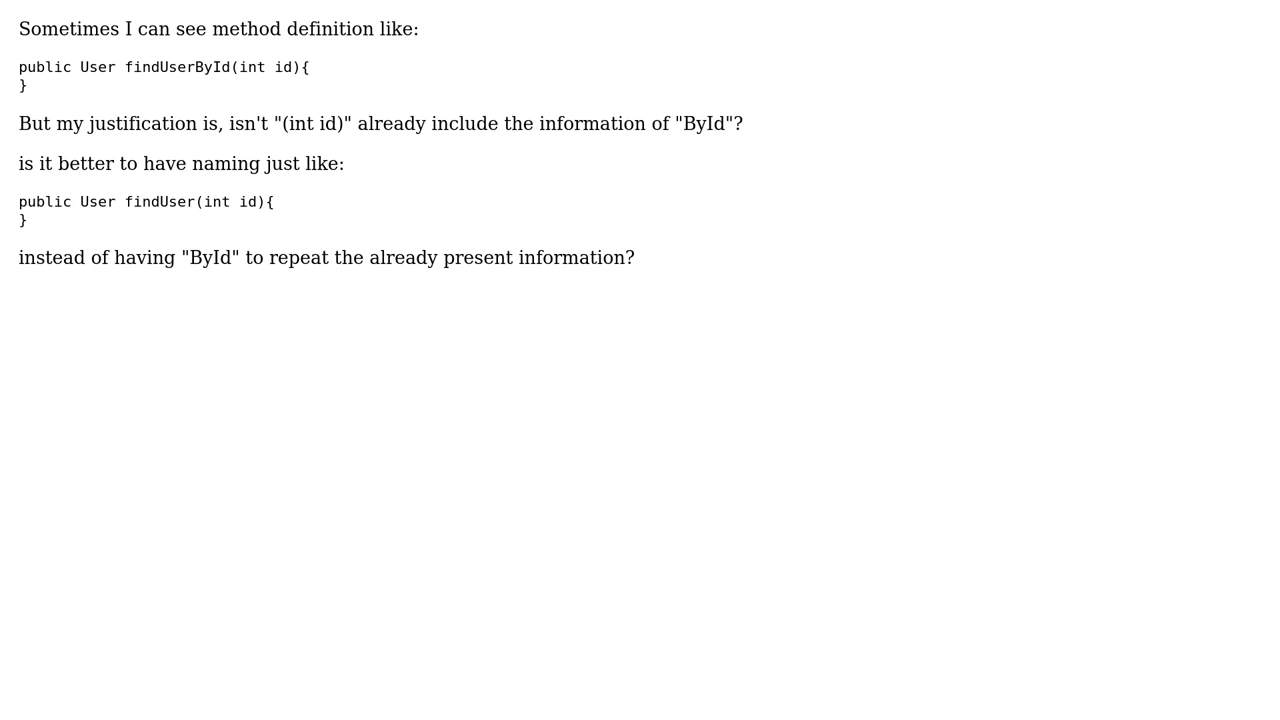 Sometimes I can see method definition like:
public User findUserById(int id){
}
But my justification is, isn't "(int id)" already include the information of "ById"?
is it better to have naming just like:
public User findUser(int id){
}
instead of having "ById" to repeat the already present information?